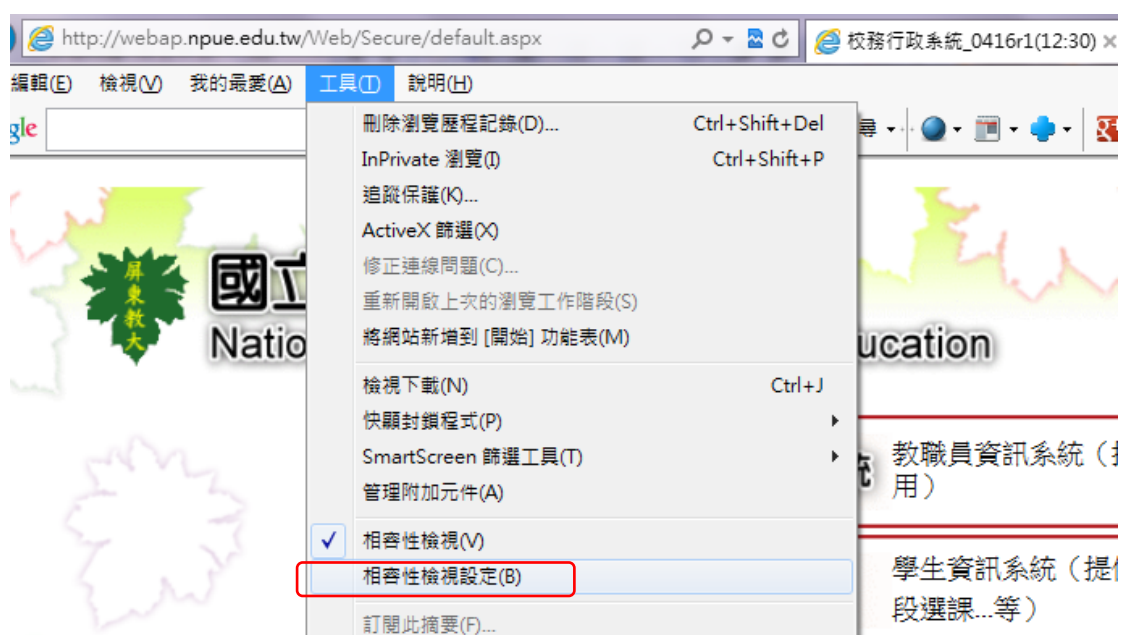 http://webap.npue.edu.tw/Web/Secure/default.aspx
校務行政系統_0416r1(12:30)
編輯(E) 檢視(V) 我的最愛(A) 工具(T) 說明(H)
gle
刪除瀏覽歷程記錄(D)... Ctrl+Shift+Del
InPrivate 瀏覽(I) Ctrl+Shift+P
追蹤保護(K)...
ActiveX 篩選(X)
修正連線問題(C)...
重新開啟上次的瀏覽工作階段(S)
將網站新增到 [開始] 功能表(M)
檢視下載(N) Ctrl+J
快顯封鎖程式(P)
SmartScreen 篩選工具(T)
管理附加元件(A)
相容性檢視(V)
相容性檢視設定(B)
訂閱此摘要(F)...
屏東教大
國立
Natio
ucation
教職員資訊系統（
用）
學生資訊系統（提
段選課...等）